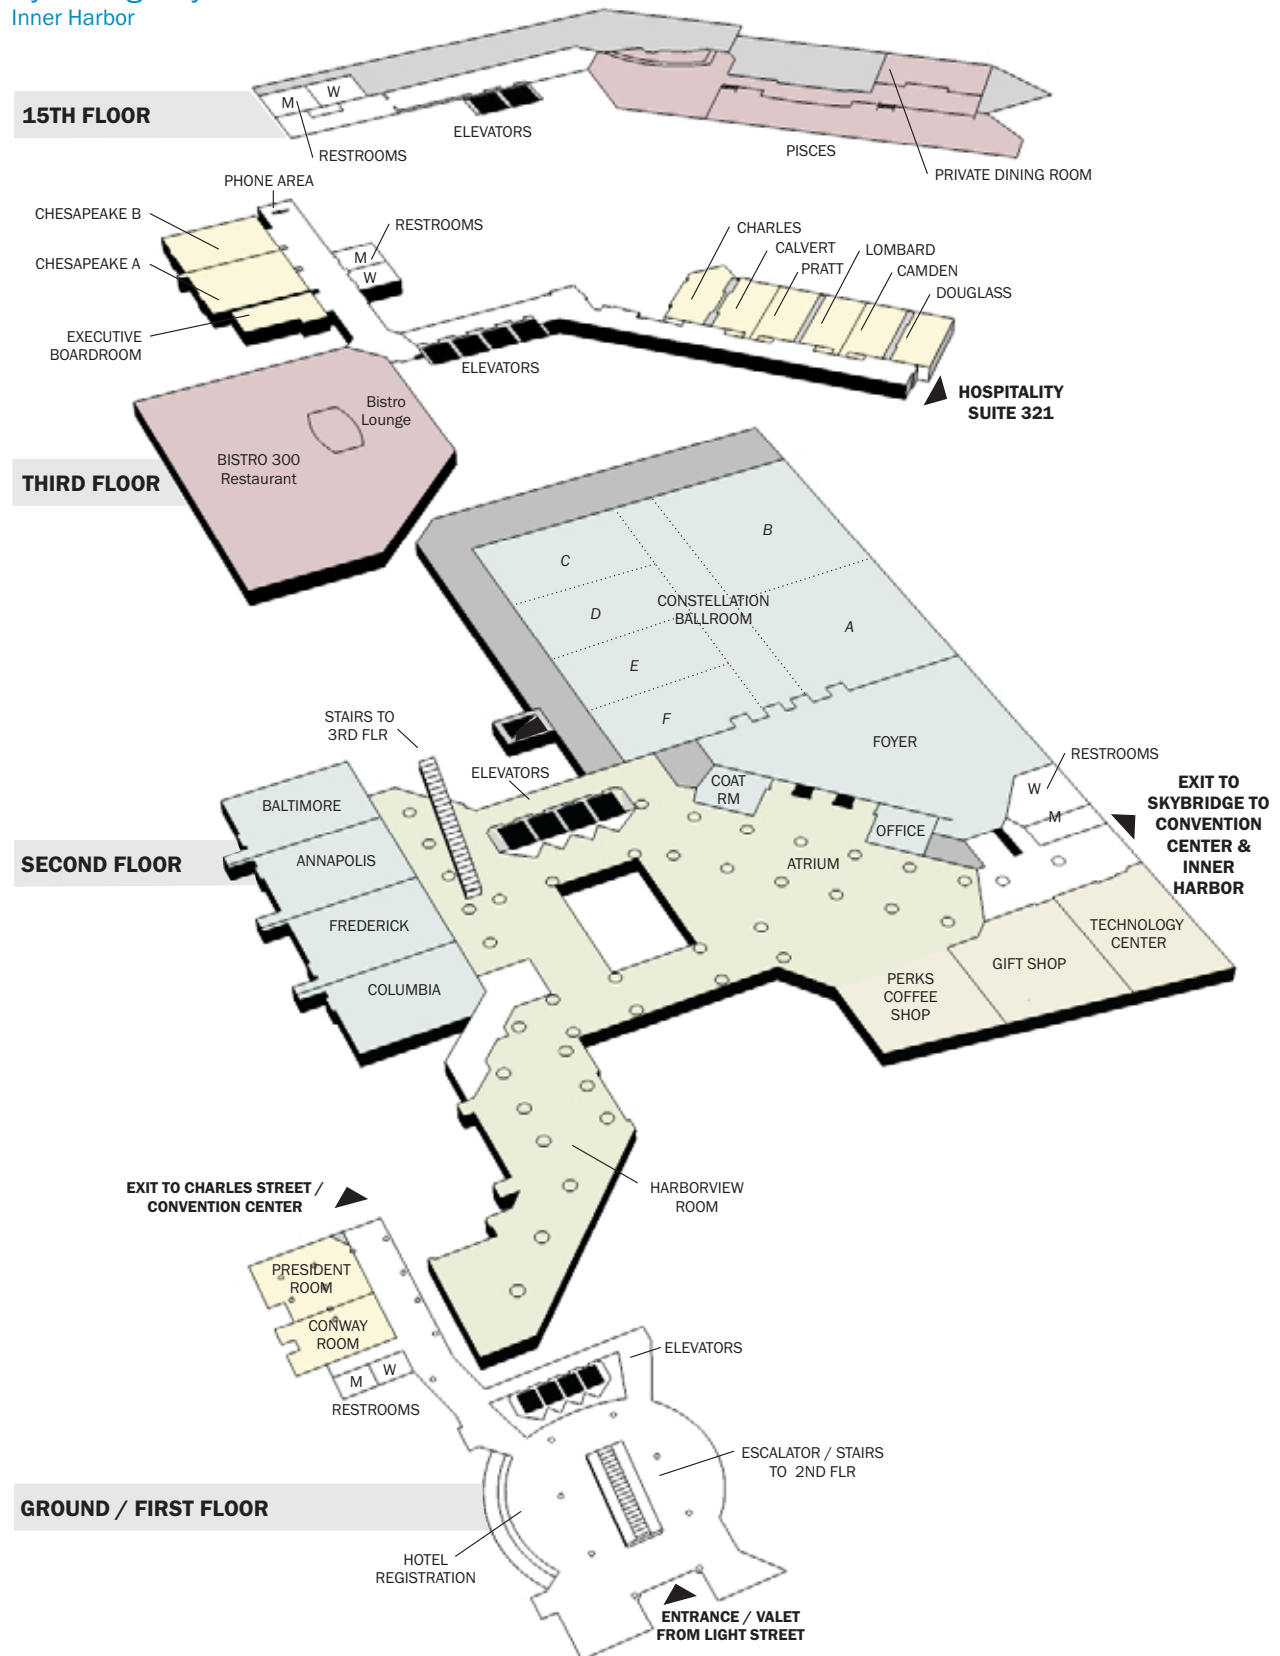 Inner Harbor
15TH FLOOR
M
W
RESTROOMS
ELEVATORS
PISCES
PRIVATE DINING ROOM
PHONE AREA
CHESAPEAKE B
CHESAPEAKE A
EXECUTIVE
BOARDROOM
RESTROOMS
M
W
ELEVATORS
CHARLES
CALVERT
PRATT
LOMBARD
CAMDEN
DOUGLASS
HOSPITALITY
SUITE 321
Bistro
Lounge
BISTRO 300
Restaurant
THIRD FLOOR
B
C
CONSTELLATION
BALLROOM
D
A
E
F
FOYER
STAIRS TO
3RD FLR
ELEVATORS
COAT
RM
OFFICE
RESTROOMS
W
M
EXIT TO
SKYBRIDGE TO
CONVENTION
CENTER &
INNER
HARBOR
SECOND FLOOR
BALTIMORE
ANNAPOLIS
FREDERICK
COLUMBIA
ATRIUM
TECHNOLOGY
CENTER
GIFT SHOP
PERKS
COFFEE
SHOP
HARBORVIEW
ROOM
EXIT TO CHARLES STREET /
CONVENTION CENTER
PRESIDENT
ROOM
CONWAY
ROOM
M
W
RESTROOMS
ELEVATORS
ESCALATOR / STAIRS
TO 2ND FLR
GROUND / FIRST FLOOR
HOTEL
REGISTRATION
ENTRANCE / VALET
FROM LIGHT STREET